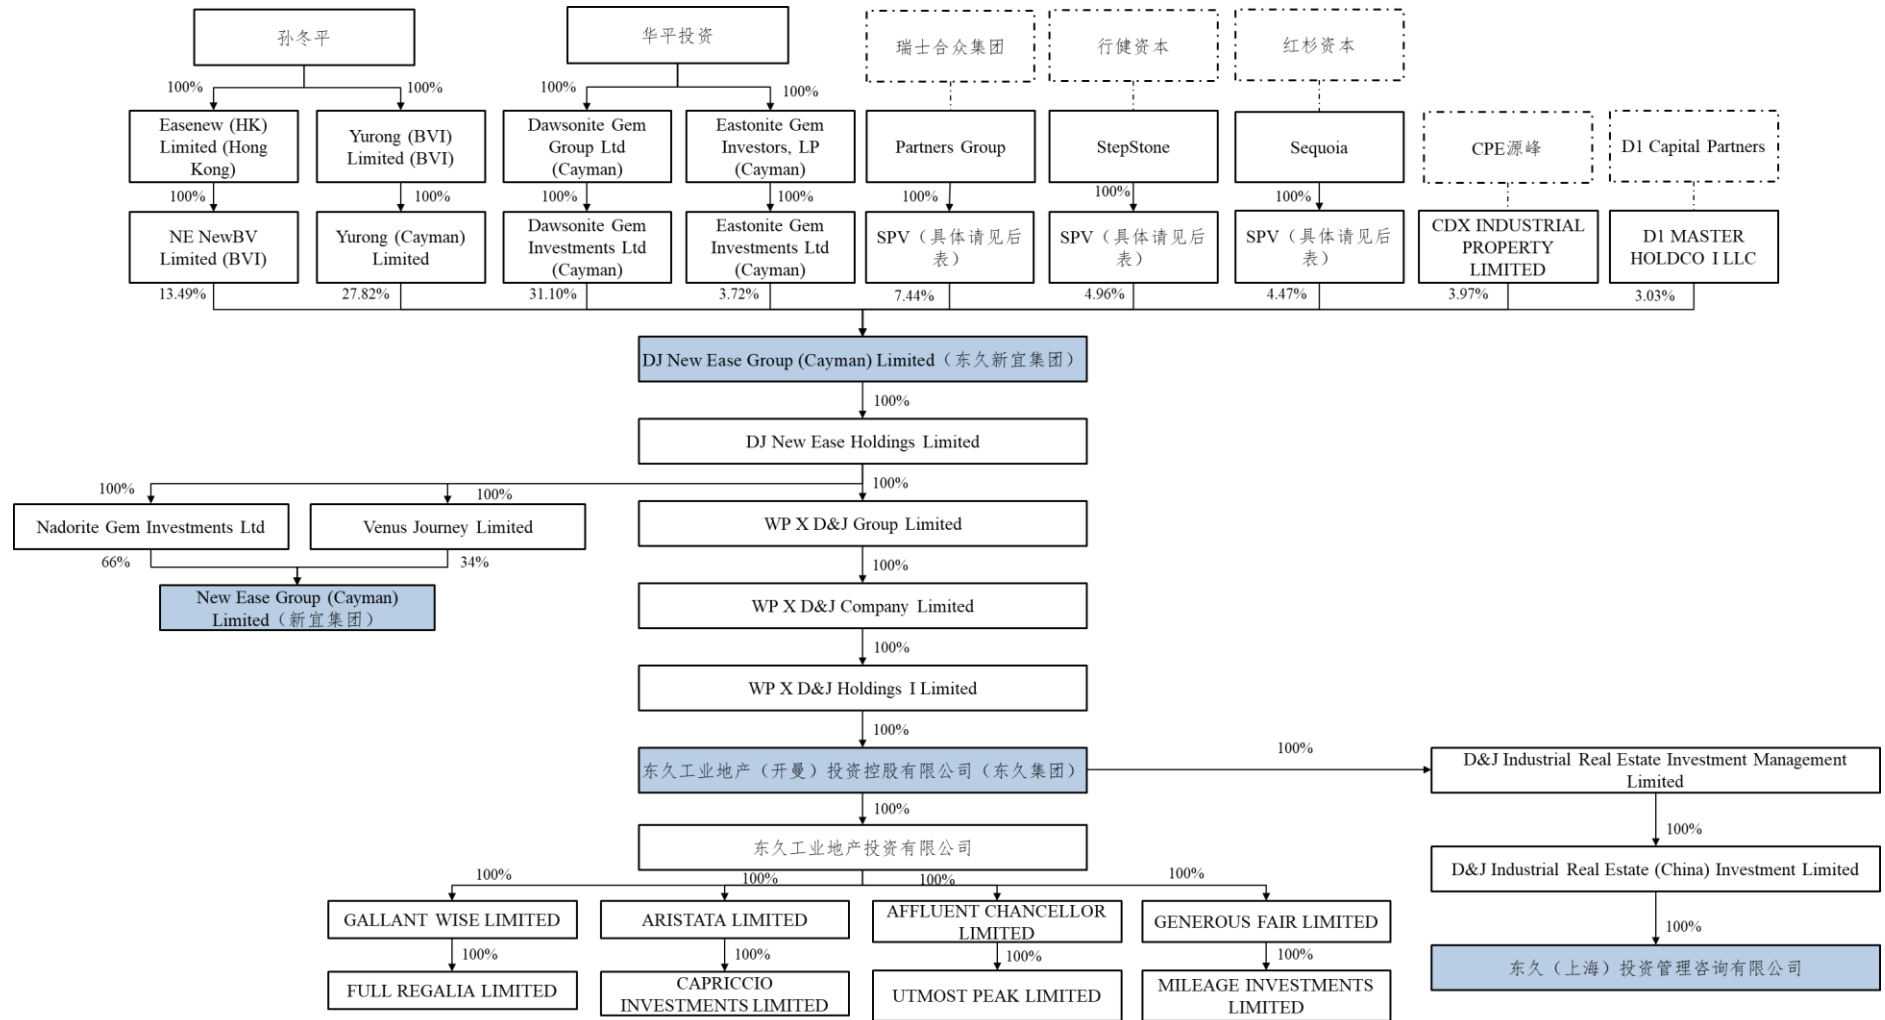 孙冬平
华平投资
瑞士合众集团
行健资本
红杉资本
100%
100%
100%
100%
Easenew (HK)
Limited (Hong
Kong)
Yurong (BVI)
Limited (BVI)
Dawsonite Gem
Group Ltd
(Cayman)
Eastonite Gem
Investors, LP
(Cayman)
Partners Group
StepStone
Sequoia
CPE源峰
D1 Capital Partners
100%
100%
100%
100%
100%
100%
100%
NE NewBV
Limited (BVI)
Yurong (Cayman)
Limited
Dawsonite Gem
Investments Ltd
(Cayman)
Eastonite Gem
Investments Ltd
(Cayman)
SPV（具体请见后
表）
SPV（具体请见后
表）
SPV（具体请见后
表）
CDX INDUSTRIAL
PROPERTY
LIMITED
D1 MASTER
HOLDCO I LLC
13.49%
27.82%
31.10%
3.72%
7.44%
4.96%
4.47%
3.97%
3.03%
DJ New Ease Group (Cayman) Limited（东久新宜集团）
100%
DJ New Ease Holdings Limited
100%
100%
100%
Nadorite Gem Investments Ltd
Venus Journey Limited
WP X D&J Group Limited
66%
34%
100%
New Ease Group (Cayman)
Limited（新宜集团）
WP X D&J Company Limited
100%
WP X D&J Holdings I Limited
100%
东久工业地产（开曼）投资控股有限公司（东久集团）
100%
D&J Industrial Real Estate Investment Management
Limited
100%
100%
东久工业地产投资有限公司
D&J Industrial Real Estate (China) Investment Limited
100%
100%
100%
100%
GALLANT WISE LIMITED
ARISTATA LIMITED
AFFLUENT CHANCELLOR
LIMITED
GENEROUS FAIR LIMITED
100%
100%
100%
100%
100%
FULL REGALIA LIMITED
CAPRICCIO
INVESTMENTS LIMITED
UTMOST PEAK LIMITED
MILEAGE INVESTMENTS
LIMITED
东久（上海）投资管理咨询有限公司